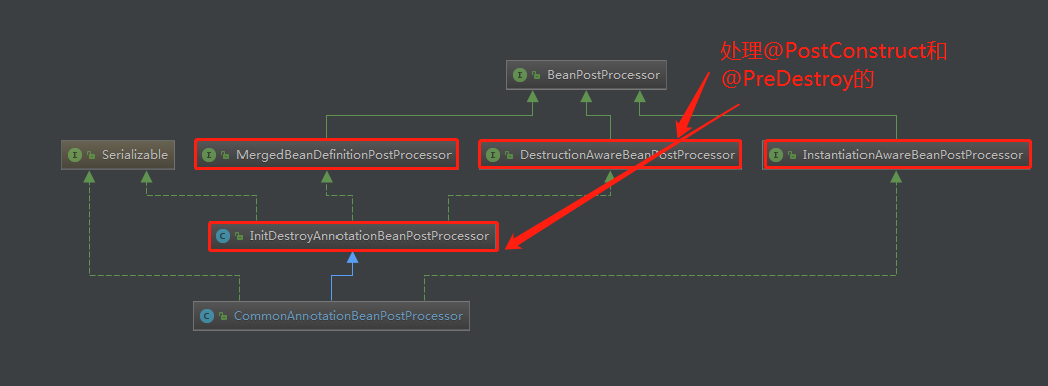 处理@PostConstruct和
@PreDestroy的
I BeanPostProcessor
I Serializable
I MergedBeanDefinitionPostProcessor
I DestructionAwareBeanPostProcessor
I InstantiationAwareBeanPostProcessor
C InitDestroyAnnotationBeanPostProcessor
C CommonAnnotationBeanPostProcessor